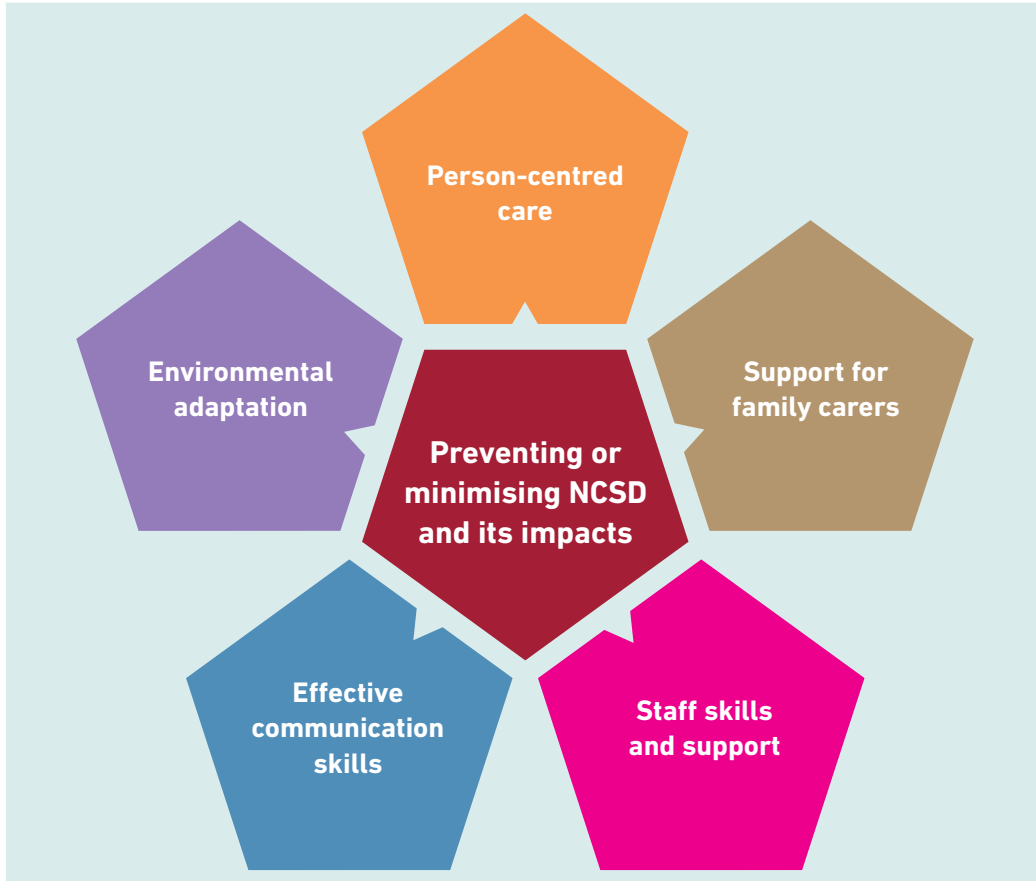 Person-centred
care
Environmental
adaptation
Support for
family carers
Preventing or
minimising NCSD
and its impacts
Effective
communication
skills
Staff skills
and support